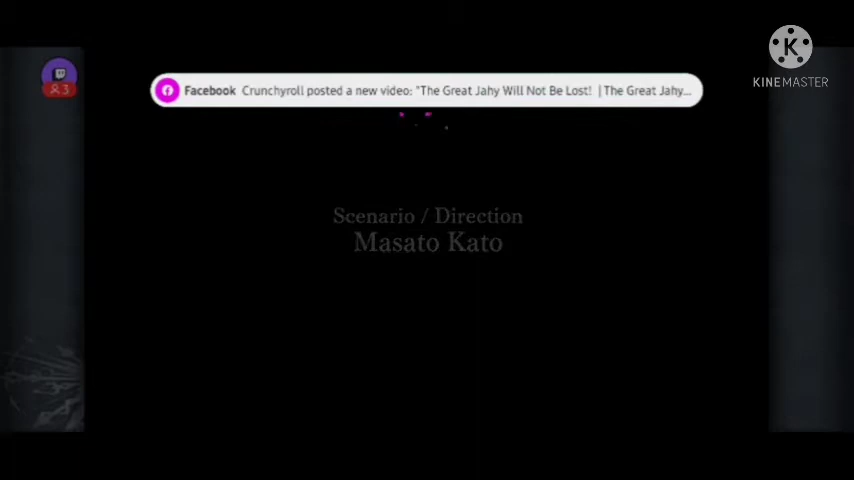 3
Facebook Crunchyroll posted a new video: "The Great Jahy Will Not Be Lost! | The Great Jahy...
KINEMASTER
Scenario / Direction
Masato Kato